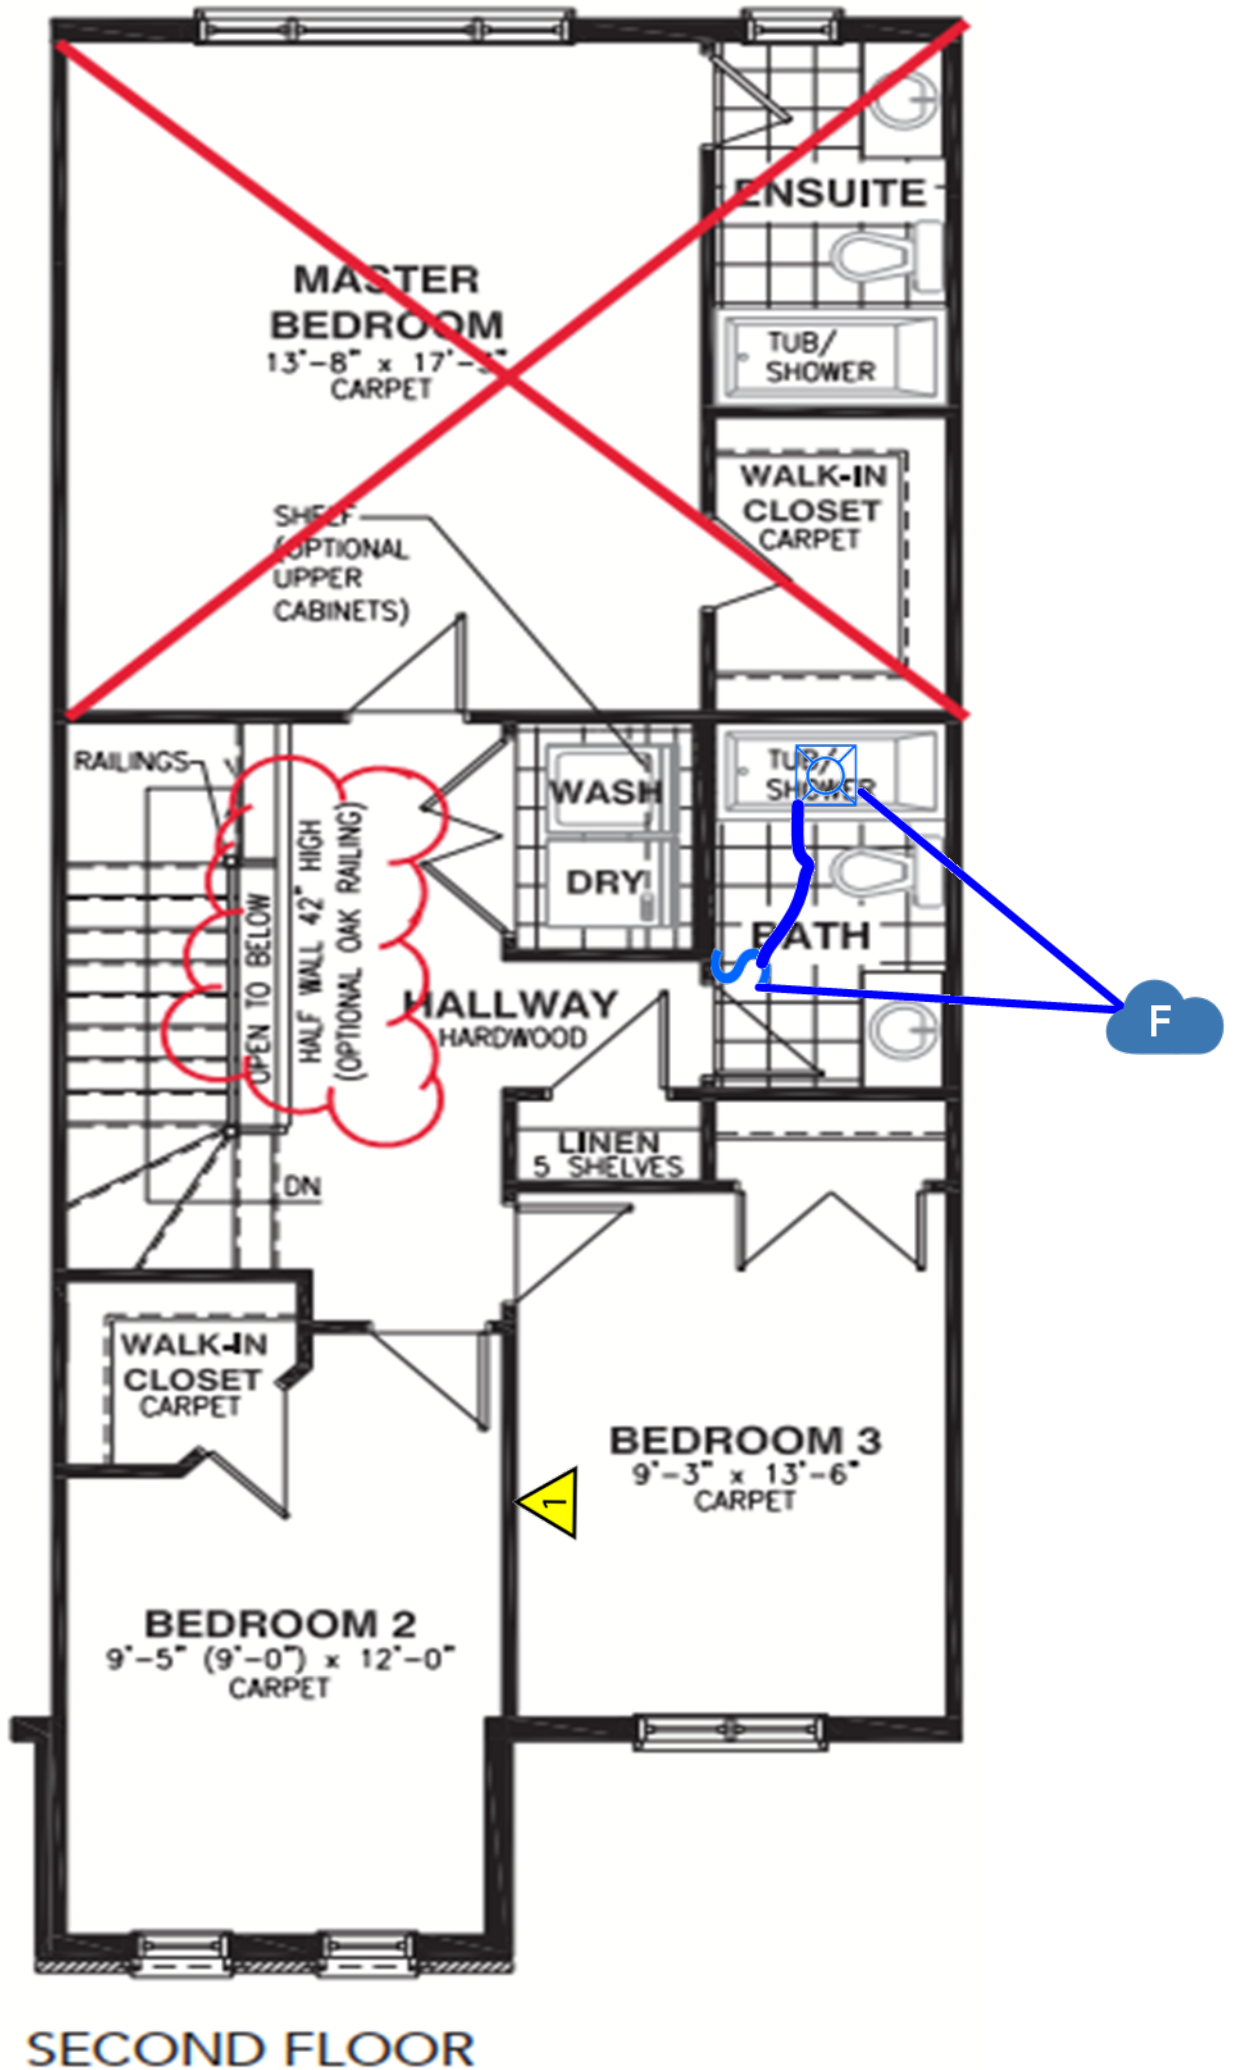 ENSUITE
MASTER
BEDROOM
13'-8" x 17'-3"
CARPET
TUB/
SHOWER
WALK-IN
CLOSET
CARPET
SHELF
(OPTIONAL
UPPER
CABINETS)
RAILINGS
WASH
DRY
TUB/
SHOWER
BATH
OPEN TO BELOW
HALF WALL 42" HIGH
(OPTIONAL OAK RAILING)
HALLWAY
HARDWOOD
F
LINEN
5 SHELVES
DN
WALK-IN
CLOSET
CARPET
BEDROOM 3
9'-3" x 13'-6"
CARPET
1
BEDROOM 2
9'-5" (9'-0") x 12'-0"
CARPET
SECOND FLOOR